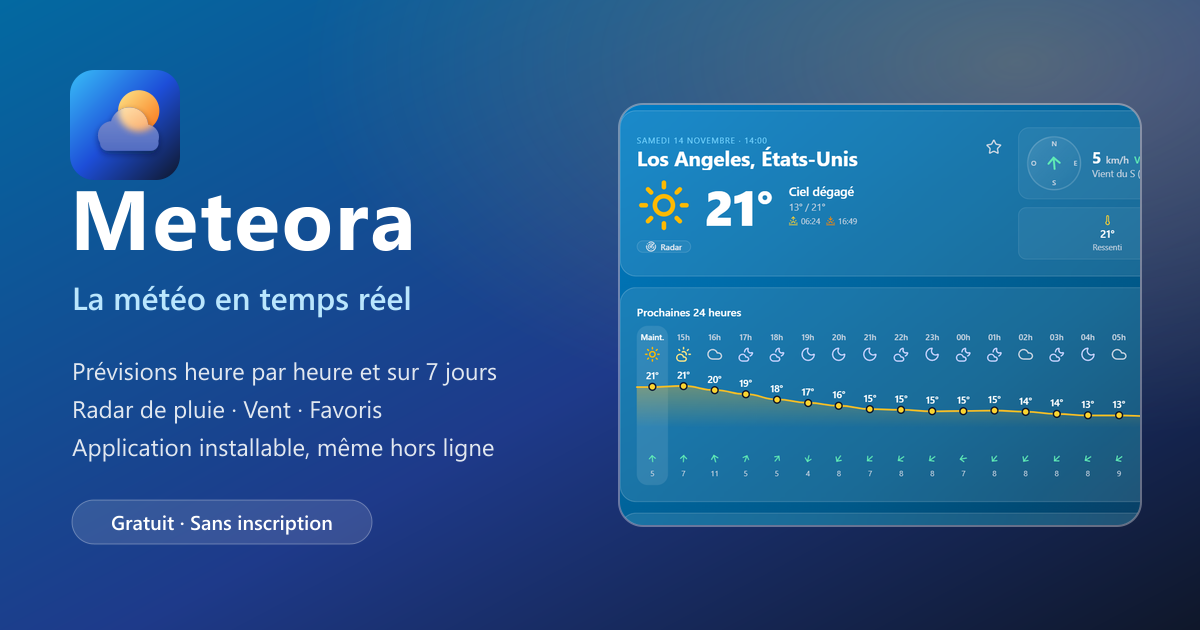 Meteora
La météo en temps réel
Prévisions heure par heure et sur 7 jours
Radar de pluie · Vent · Favoris
Application installable, même hors ligne
Gratuit · Sans inscription
SAMEDI 14 NOVEMBRE · 14:00
Los Angeles, États-Unis
21°
Ciel dégagé
13° / 21°
06:24 16:49
Radar
N
O E
S
5 km/h V
Vient du S (
21°
Ressenti
Prochaines 24 heures
Maint. 15h 16h 17h 18h 19h 20h 21h 22h 23h 00h 01h 02h 03h 04h 05h
21° 21° 20° 19° 18° 17° 16° 15° 15° 15° 15° 15° 14° 14° 13° 13°
5 7 11 5 5 4 8 7 8 8 7 8 8 8 8 9